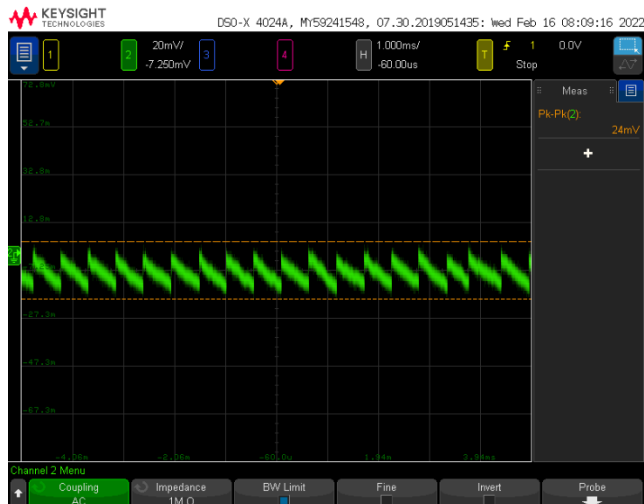 KEYSIGHT
TECHNOLOGIES
DSO-X 4024A, MY59241548, 07.30.2019051435: Wed Feb 16 08:09:16 2022
1
2
20mV/
-7.250mV
3
4
H
1.000ms/
-60.00us
T
1
0.0V
Stop
72.8mV
52.7m
32.8m
12.8m
-27.3m
-47.3m
-67.3m
-4.06m
-2.06m
-60.0u
1.94m
3.94ms
Meas
Pk-Pk(2):
24mV
+
Channel 2 Menu
Coupling
AC
Impedance
1M Ω
BW Limit
Fine
Invert
Probe